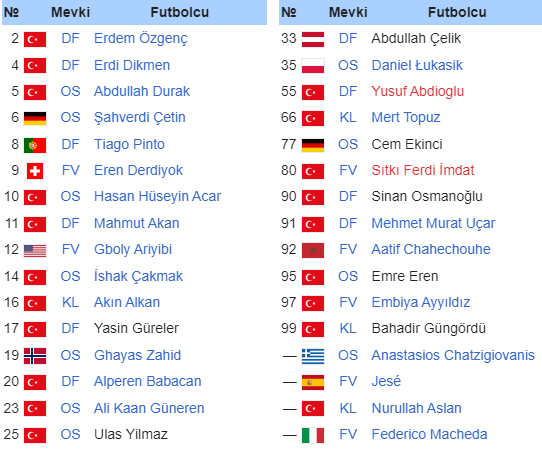 № Mevki Futbolcu
2 DF Erdem Özgenç
4 DF Erdi Dikmen
5 OS Abdullah Durak
6 OS Şahverdi Çetin
8 DF Tiago Pinto
9 FV Eren Derdiyok
10 OS Hasan Hüseyin Acar
11 DF Mahmut Akan
12 FV Gboly Ariyibi
14 OS İshak Çakmak
16 KL Akın Alkan
17 DF Yasin Güreler
19 OS Ghayas Zahid
20 DF Alperen Babacan
23 OS Ali Kaan Güneren
25 OS Ulas Yilmaz
№ Mevki Futbolcu
33 DF Abdullah Çelik
35 OS Daniel Łukasik
55 DF Yusuf Abdioglu
66 KL Mert Topuz
77 OS Cem Ekinci
80 FV Sıtkı Ferdi İmdat
90 DF Sinan Osmanoğlu
91 DF Mehmet Murat Uçar
92 FV Aatif Chahechouhe
95 OS Emre Eren
97 FV Embiya Ayyıldız
99 KL Bahadir Güngördü
— OS Anastasios Chatzigiovanis
— FV Jesé
— KL Nurullah Aslan
— FV Federico Macheda